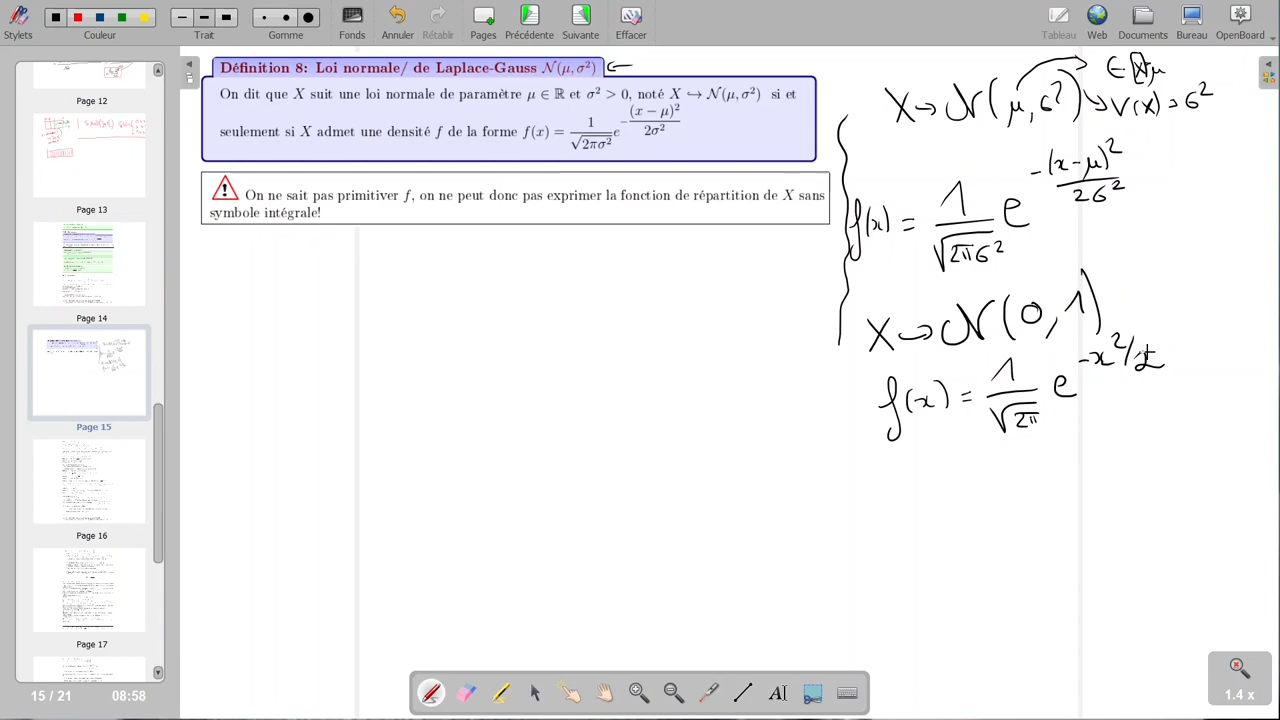 Stylets
Couleur
Ligne
Gomme
Fonds
Annuler
Rétablir
Pages
Précédente
Suivante
Effacer
Tableau
Web
Documents
Bureau
OpenBoard
Page 12
Page 13
Page 14
Page 15
Page 16
Page 17
Définition 8: Loi normale/ de Laplace-Gauss N(μ, σ²)
On dit que X suit une loi normale de paramètre μ ∈ ℝ et σ² > 0, noté X ↪ N(μ, σ²) si et
seulement si X admet une densité f de la forme f(x) = 1/√(2πσ²) e^(-(x − μ)²/(2σ²))
On ne sait pas primitiver f, on ne peut donc pas exprimer la fonction de répartition de X sans
symbole intégrale!
X ↪ N(μ, σ²)
V(X) = σ²
f(x) = 1/√(2πσ²) e^(-(x-μ)²/(2σ²))
X ↪ N(0, 1)
f(x) = 1/√(2π) e^(-x²/2)
15 / 21
08:58
AI
1.4 x